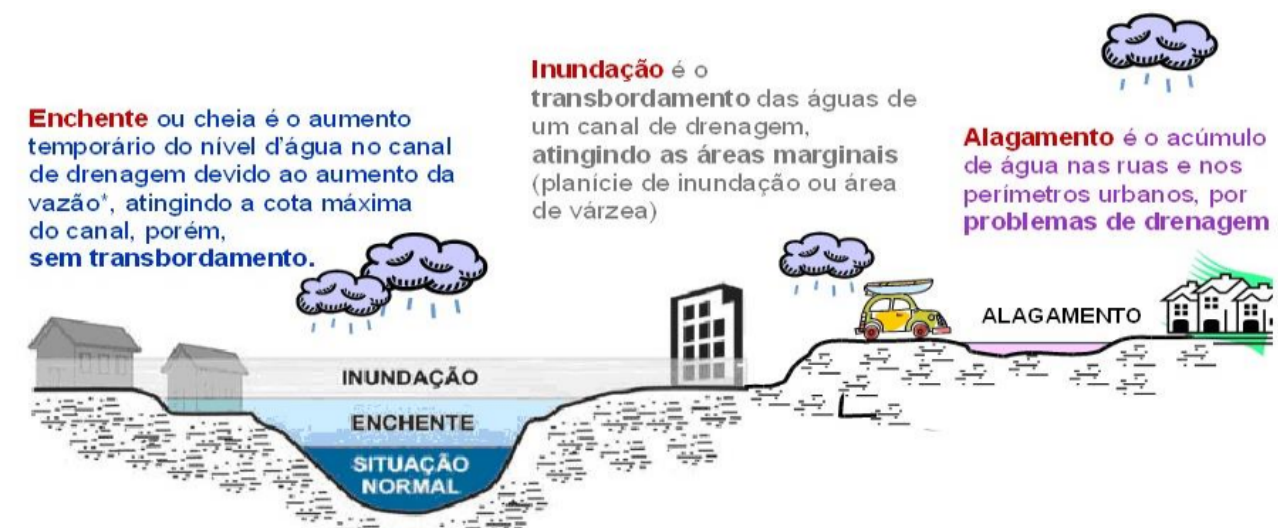 Enchente ou cheia é o aumento
temporário do nível d'água no canal
de drenagem devido ao aumento da
vazão*, atingindo a cota máxima
do canal, porém,
sem transbordamento.
Inundação é o
transbordamento das águas de
um canal de drenagem,
atingindo as áreas marginais
(planície de inundação ou área
de várzea)
Alagamento é o acúmulo
de água nas ruas e nos
perímetros urbanos, por
problemas de drenagem
ALAGAMENTO
INUNDAÇÃO
ENCHENTE
SITUAÇÃO
NORMAL